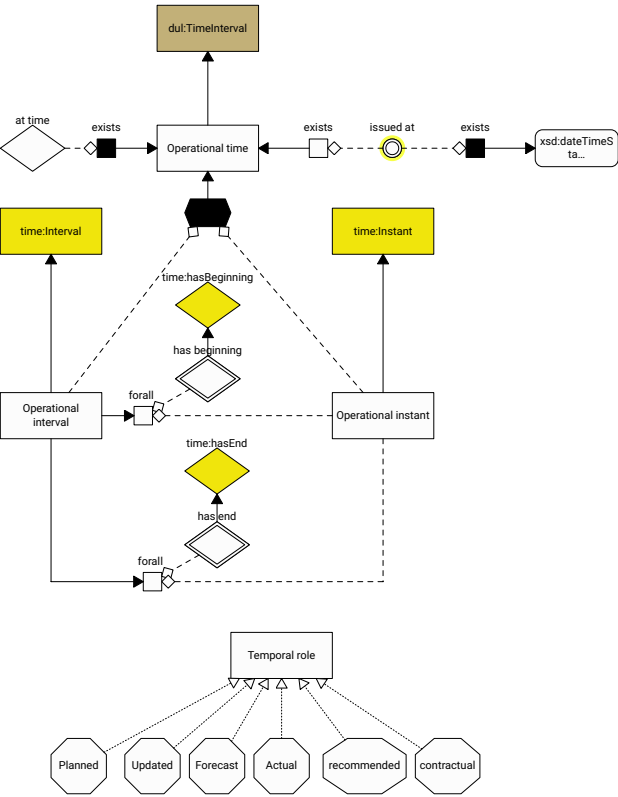 dul:TimeInterval
at time
exists
Operational time
exists
issued at
exists
xsd:dateTimeS
ta...
time:Interval
time:Instant
time:hasBeginning
has beginning
forall
Operational
interval
Operational instant
time:hasEnd
has end
forall
Temporal role
Planned
Updated
Forecast
Actual
recommended
contractual